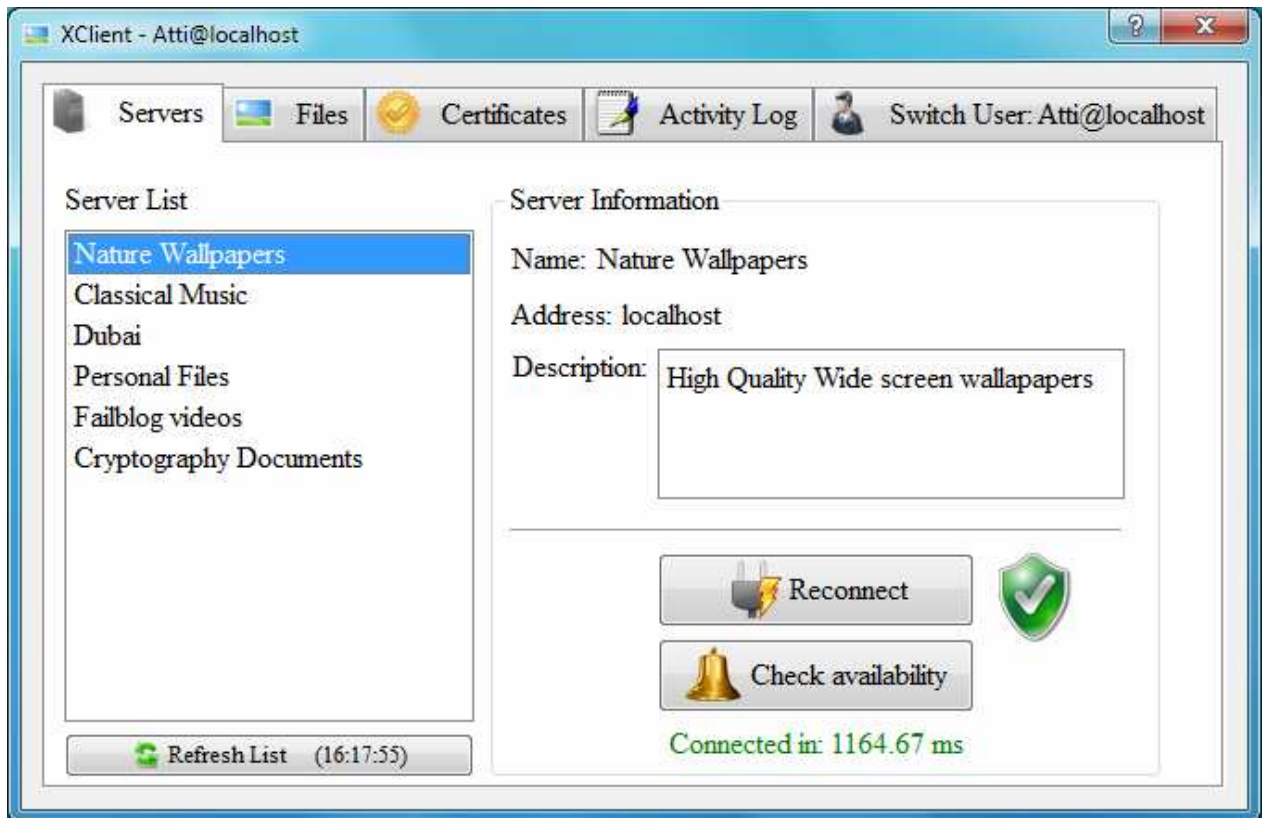 XClient - Atti@localhost
?
Servers Files Certificates Activity Log Switch User: Atti@localhost
Server List
Nature Wallpapers
Classical Music
Dubai
Personal Files
Failblog videos
Cryptography Documents
Refresh List (16:17:55)
Server Information
Name: Nature Wallpapers
Address: localhost
Description: High Quality Wide screen wallapapers
Reconnect
Check availability
Connected in: 1164.67 ms